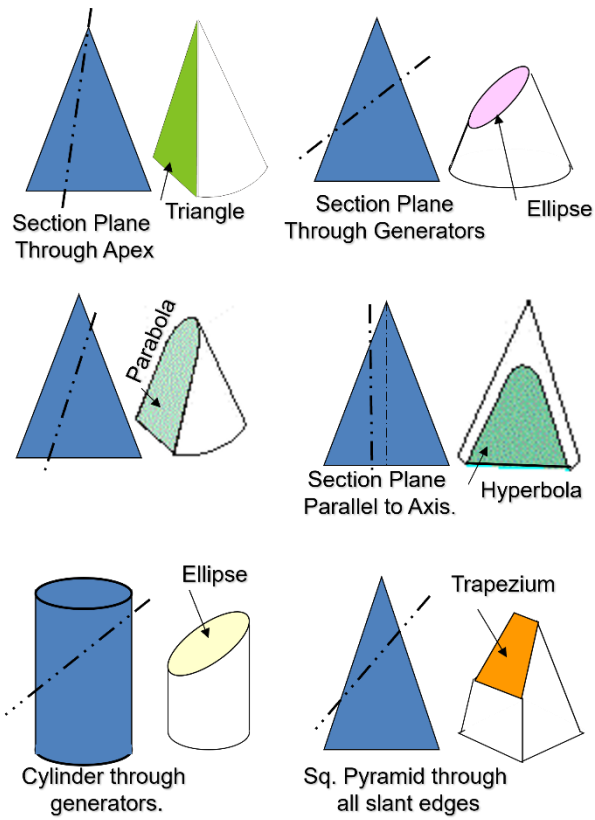 Section Plane
Through Apex
Triangle
Section Plane
Through Generators
Ellipse
Parabola
Section Plane
Parallel to Axis.
Hyperbola
Ellipse
Cylinder through
generators.
Trapezium
Sq. Pyramid through
all slant edges